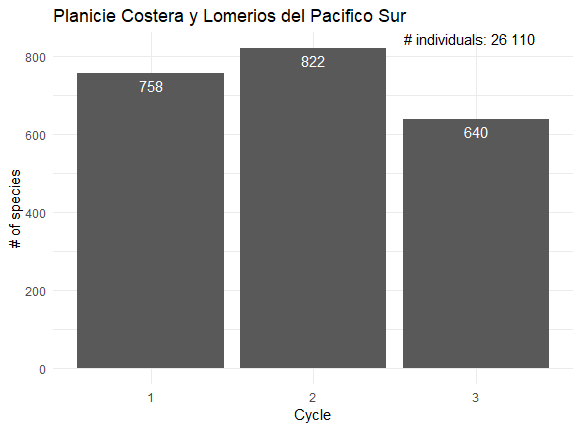 Planicie Costera y Lomerios del Pacifico Sur
# individuals: 26 110
800
600
400
200
0
# of species
758
822
640
1
2
3
Cycle